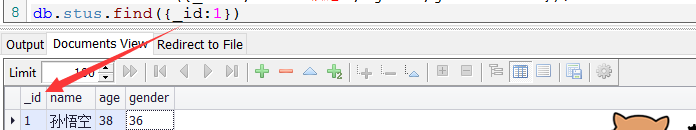 8 db.stus.find({_id:1})
Output Documents View Redirect to File
Limit
_id name age gender
1 孙悟空 38 36